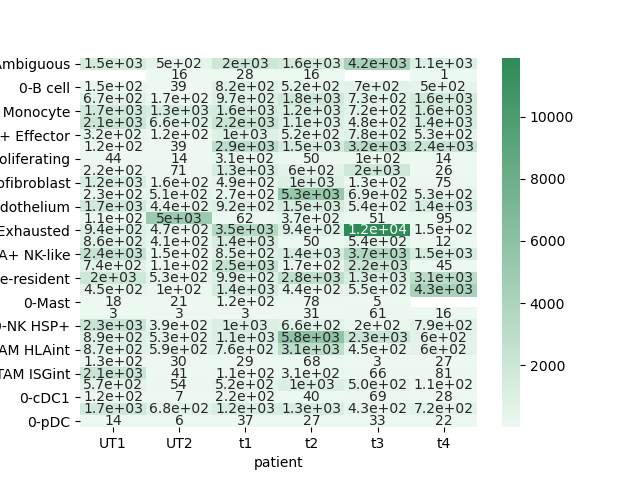 Ambiguous 1.5e+03 5e+02 2e+03 1.6e+03 4.2e+03 1.1e+03
16 28 16 1
0-B cell 1.5e+02 39 8.2e+02 5.2e+02 7e+02 5e+02
6.7e+02 1.7e+02 9.7e+02 1.8e+03 7.3e+02 1.6e+03
Monocyte 1.7e+03 1.3e+03 1.6e+03 1.2e+03 7.2e+02 1.6e+03
2.1e+03 6.6e+02 2.2e+03 1.1e+03 4.8e+02 1.4e+03
+ Effector 3.2e+02 1.2e+02 1e+03 5.2e+02 7.8e+02 5.3e+02
1.2e+02 39 2.9e+03 1.5e+03 3.2e+03 2.4e+03
oliferating 44 14 3.1e+02 50 1e+02 14
2.2e+02 71 1.3e+03 6e+02 2e+03 26
ofibroblast 1.2e+03 1.6e+02 4.9e+02 1e+03 1.3e+02 75
2.3e+02 5.1e+02 2.7e+02 5.3e+03 6.9e+02 5.3e+02
dothelium 1.7e+03 4.4e+02 9.2e+02 1.5e+03 5.4e+02 1.4e+03
1.1e+02 5e+03 62 3.7e+02 51 95
Exhausted 9.4e+02 4.7e+02 3.5e+03 9.4e+02 1.2e+04 1.5e+02
8.6e+02 4.1e+02 1.4e+03 50 5.4e+02 12
A+ NK-like 2.4e+03 1.5e+02 8.5e+02 1.4e+03 3.7e+03 1.5e+03
7.4e+02 1.1e+02 2.5e+03 1.7e+02 2.2e+03 45
e-resident 2e+03 5.3e+02 9.9e+02 2.8e+03 1.3e+03 3.1e+03
4.5e+02 1e+02 1.4e+03 4.4e+02 5.5e+02 4.3e+03
0-Mast 18 21 1.2e+02 78 5
3 3 3 31 61 16
0-NK HSP+ 2.3e+03 3.9e+02 1e+03 6.6e+02 2e+02 7.9e+02
8.9e+02 5.3e+02 1.1e+03 5.8e+03 2.3e+03 6e+02
AM HLAint 8.7e+02 5.9e+02 7.6e+02 3.1e+03 4.5e+02 6e+02
1.3e+02 30 29 68 3 27
TAM ISGint 2.1e+03 41 1.1e+02 3.1e+02 66 81
5.7e+02 54 5.2e+02 1e+03 5.0e+02 1.1e+02
0-cDC1 1.2e+02 7 2.2e+02 40 69 28
1.7e+03 6.8e+02 1.2e+03 1.3e+03 4.3e+02 7.2e+02
0-pDC 14 6 37 27 33 22
UT1 UT2 t1 t2 t3 t4
patient
10000
8000
6000
4000
2000